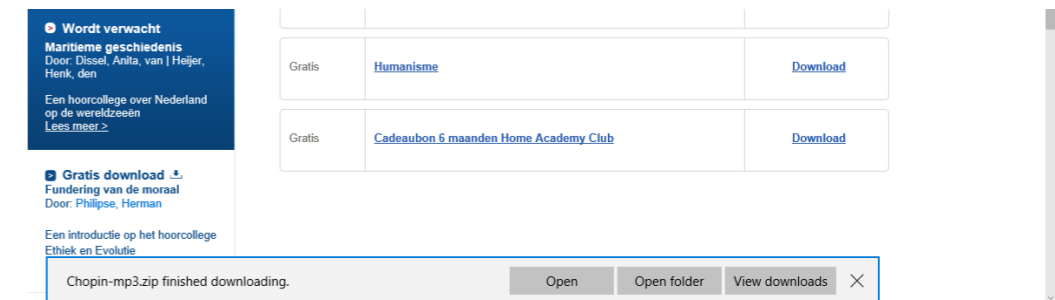 Wordt verwacht
Maritieme geschiedenis
Door: Dissel, Anita, van | Heijer,
Henk, den
Een hoorcollege over Nederland
op de wereldzeeën
Lees meer >
Gratis download
Fundering van de moraal
Door: Philipse, Herman
Een introductie op het hoorcollege
Ethiek en Evolutie
Gratis Humanisme Download
Gratis Cadeaubon 6 maanden Home Academy Club Download
Chopin-mp3.zip finished downloading. Open Open folder View downloads